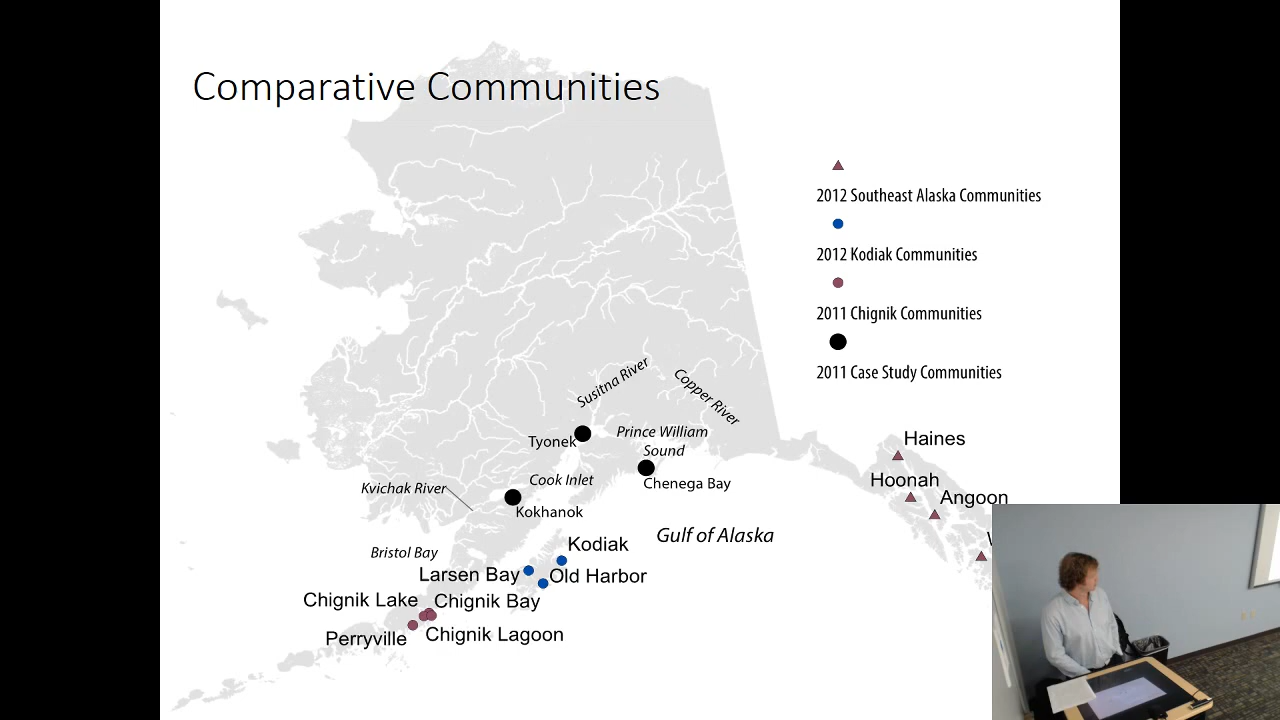 Comparative Communities
2012 Southeast Alaska Communities
2012 Kodiak Communities
2011 Chignik Communities
2011 Case Study Communities
Susitna River
Copper River
Tyonek
Prince William
Sound
Haines
Kvichak River
Cook Inlet
Chenega Bay
Hoonah
Angoon
Kokhanok
Gulf of Alaska
Bristol Bay
Kodiak
Larsen Bay
Old Harbor
Chignik Lake
Chignik Bay
Perryville
Chignik Lagoon